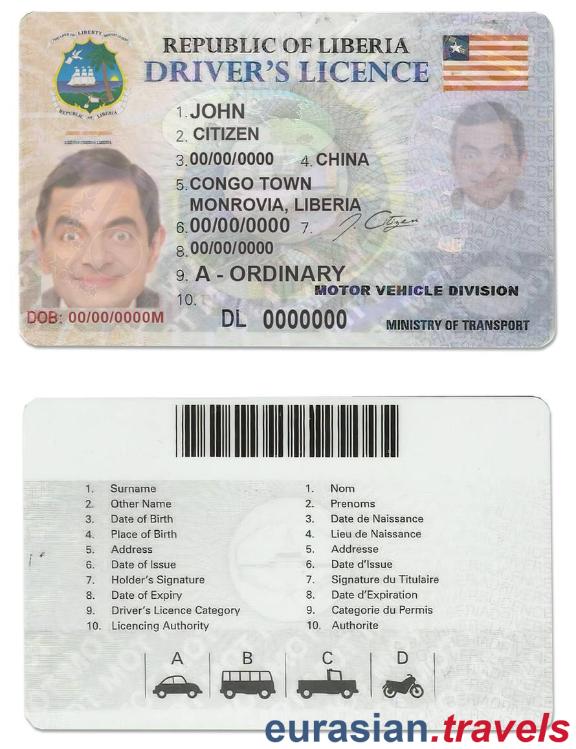 REPUBLIC OF LIBERIA
DRIVER'S LICENCE
1. JOHN
2. CITIZEN
3. 00/00/0000 4. CHINA
5. CONGO TOWN
MONROVIA, LIBERIA
6. 00/00/0000 7. J. Citizen
8. 00/00/0000
9. A - ORDINARY
MOTOR VEHICLE DIVISION
10.
DOB: 00/00/0000M
DL 0000000
MINISTRY OF TRANSPORT
1. Surname
2. Other Name
3. Date of Birth
4. Place of Birth
5. Address
6. Date of Issue
7. Holder's Signature
8. Date of Expiry
9. Driver's Licence Category
10. Licencing Authority
1. Nom
2. Prenoms
3. Date de Naissance
4. Lieu de Naissance
5. Addresse
6. Date d'Issue
7. Signature du Titulaire
8. Date d'Expiration
9. Categorie du Permis
10. Authorite
A B C D
eurasian.travels